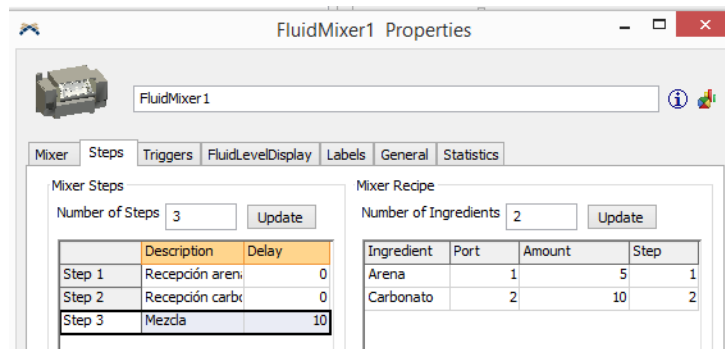 FluidMixer1 Properties
FluidMixer1
Mixer Steps Triggers FluidLevelDisplay Labels General Statistics
Mixer Steps
Number of Steps 3 Update
Description Delay
Step 1 Recepción aren 0
Step 2 Recepción carbo 0
Step 3 Mezcla 10
Mixer Recipe
Number of Ingredients 2 Update
Ingredient Port Amount Step
Arena 1 5 1
Carbonato 2 10 2